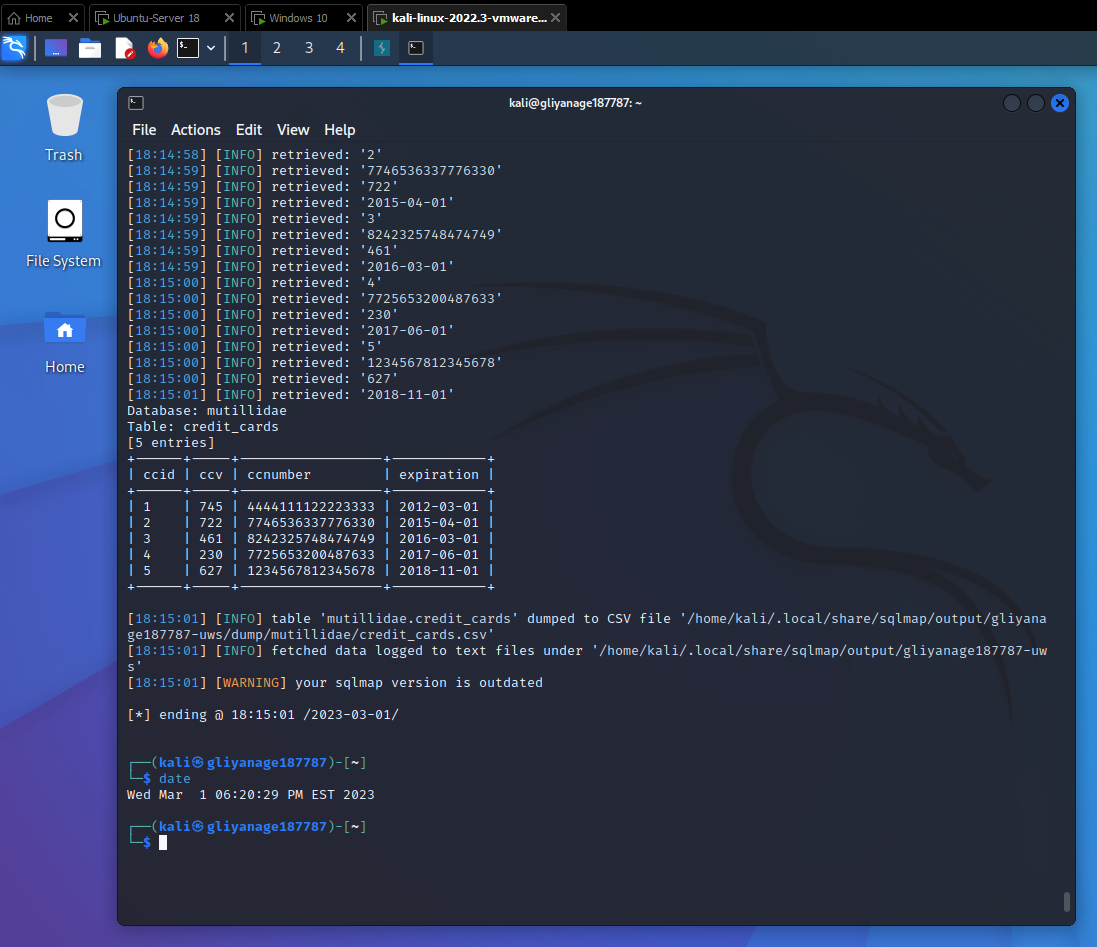 Home
Ubuntu-Server 18
Windows 10
kali-linux-2022.3-vmware...
1 2 3 4
Trash
File System
Home
kali@gliyanage187787: ~
File Actions Edit View Help
[18:14:58] [INFO] retrieved: '2'
[18:14:59] [INFO] retrieved: '7746536337776330'
[18:14:59] [INFO] retrieved: '722'
[18:14:59] [INFO] retrieved: '2015-04-01'
[18:14:59] [INFO] retrieved: '3'
[18:14:59] [INFO] retrieved: '8242325748474749'
[18:14:59] [INFO] retrieved: '461'
[18:14:59] [INFO] retrieved: '2016-03-01'
[18:15:00] [INFO] retrieved: '4'
[18:15:00] [INFO] retrieved: '7725653200487633'
[18:15:00] [INFO] retrieved: '230'
[18:15:00] [INFO] retrieved: '2017-06-01'
[18:15:00] [INFO] retrieved: '5'
[18:15:00] [INFO] retrieved: '1234567812345678'
[18:15:00] [INFO] retrieved: '627'
[18:15:01] [INFO] retrieved: '2018-11-01'
Database: mutillidae
Table: credit_cards
[5 entries]
+------+-----+------------------+------------+
| ccid | ccv | ccnumber         | expiration |
+------+-----+------------------+------------+
| 1    | 745 | 4444111122223333 | 2012-03-01 |
| 2    | 722 | 7746536337776330 | 2015-04-01 |
| 3    | 461 | 8242325748474749 | 2016-03-01 |
| 4    | 230 | 7725653200487633 | 2017-06-01 |
| 5    | 627 | 1234567812345678 | 2018-11-01 |
+------+-----+------------------+------------+
[18:15:01] [INFO] table 'mutillidae.credit_cards' dumped to CSV file '/home/kali/.local/share/sqlmap/output/gliyana
ge187787-uws/dump/mutillidae/credit_cards.csv'
[18:15:01] [INFO] fetched data logged to text files under '/home/kali/.local/share/sqlmap/output/gliyanage187787-uw
s'
[18:15:01] [WARNING] your sqlmap version is outdated
[*] ending @ 18:15:01 /2023-03-01/
┌──(kali㉿gliyanage187787)-[~]
└─$ date
Wed Mar  1 06:20:29 PM EST 2023
┌──(kali㉿gliyanage187787)-[~]
└─$